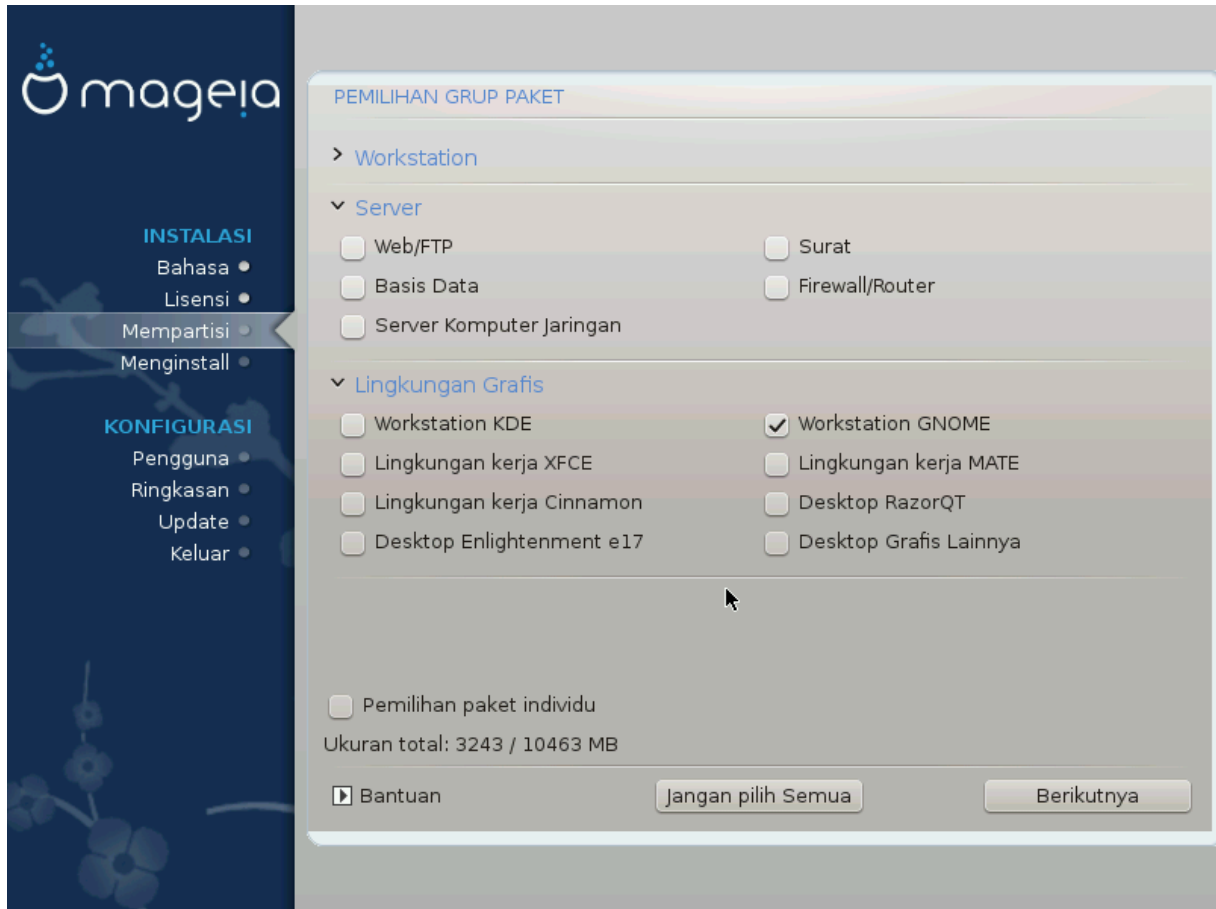 mageia
INSTALASI
Bahasa
Lisensi
Mempartisi
Menginstall
KONFIGURASI
Pengguna
Ringkasan
Update
Keluar
PEMILIHAN GRUP PAKET
Workstation
Server
Web/FTP
Surat
Basis Data
Firewall/Router
Server Komputer Jaringan
Lingkungan Grafis
Workstation KDE
Workstation GNOME
Lingkungan kerja XFCE
Lingkungan kerja MATE
Lingkungan kerja Cinnamon
Desktop RazorQT
Desktop Enlightenment e17
Desktop Grafis Lainnya
Pemilihan paket individu
Ukuran total: 3243 / 10463 MB
Bantuan
Jangan pilih Semua
Berikutnya